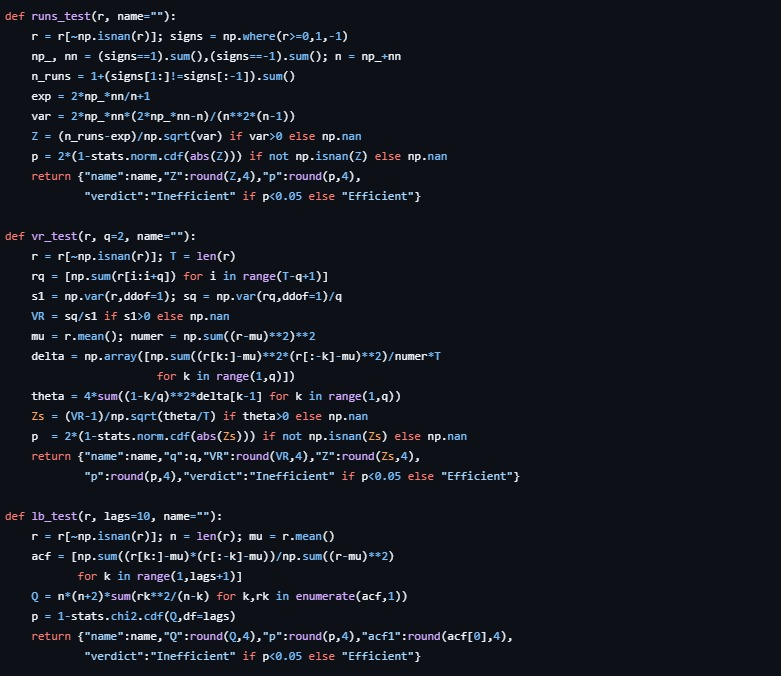 def runs_test(r, name=""):
    r = r[~np.isnan(r)]; signs = np.where(r>=0,1,-1)
    np_, nn = (signs==1).sum(),(signs==-1).sum(); n = np_+nn
    n_runs = 1+(signs[1:]!=signs[:-1]).sum()
    exp = 2*np_*nn/n+1
    var = 2*np_*nn*(2*np_*nn-n)/(n**2*(n-1))
    Z = (n_runs-exp)/np.sqrt(var) if var>0 else np.nan
    p = 2*(1-stats.norm.cdf(abs(Z))) if not np.isnan(Z) else np.nan
    return {"name":name,"Z":round(Z,4),"p":round(p,4),
            "verdict":"Inefficient" if p<0.05 else "Efficient"}

def vr_test(r, q=2, name=""):
    r = r[~np.isnan(r)]; T = len(r)
    rq = [np.sum(r[i:i+q]) for i in range(T-q+1)]
    s1 = np.var(r,ddof=1); sq = np.var(rq,ddof=1)/q
    VR = sq/s1 if s1>0 else np.nan
    mu = r.mean(); numer = np.sum((r-mu)**2)**2
    delta = np.array([np.sum((r[k:]-mu)**2*(r[:-k]-mu)**2)/numer*T
                       for k in range(1,q)])
    theta = 4*sum((1-k/q)**2*delta[k-1] for k in range(1,q))
    Zs = (VR-1)/np.sqrt(theta/T) if theta>0 else np.nan
    p  = 2*(1-stats.norm.cdf(abs(Zs))) if not np.isnan(Zs) else np.nan
    return {"name":name,"q":q,"VR":round(VR,4),"Z":round(Zs,4),
            "p":round(p,4),"verdict":"Inefficient" if p<0.05 else "Efficient"}

def lb_test(r, lags=10, name=""):
    r = r[~np.isnan(r)]; n = len(r); mu = r.mean()
    acf = [np.sum((r[k:]-mu)*(r[:-k]-mu))/np.sum((r-mu)**2)
           for k in range(1,lags+1)]
    Q = n*(n+2)*sum(rk**2/(n-k) for k,rk in enumerate(acf,1))
    p = 1-stats.chi2.cdf(Q,df=lags)
    return {"name":name,"Q":round(Q,4),"p":round(p,4),"acf1":round(acf[0],4),
            "verdict":"Inefficient" if p<0.05 else "Efficient"}